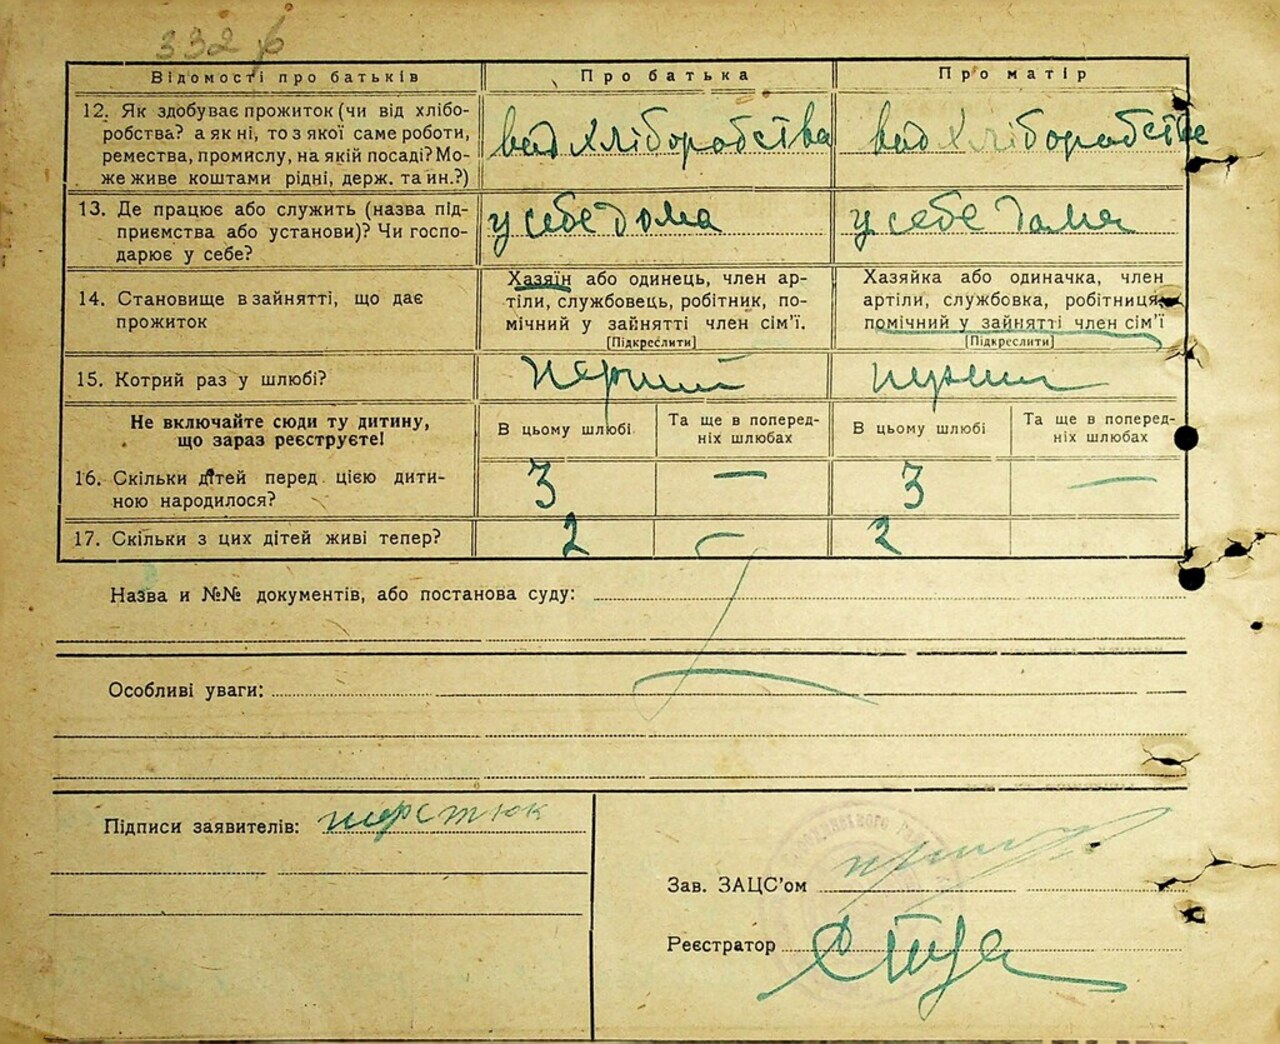 332 б
Відомості про батьків
Про батька
Про матір
12. Як здобуває прожиток (чи від хлібо-
робства? а як ні, то з якої саме роботи,
ремества, промислу, на якій посаді? Мо-
же живе коштами рідні, держ. та ин.?)
вад хліборобства
вад хліборобства
13. Де працює або служить (назва під-
приємства або установи)? Чи госпо-
дарює у себе?
у себе дома
у себе дома
14. Становище в зайнятті, що дає
прожиток
Хазяїн або одинець, член ар-
тіли, службовець, робітник, по-
мічний у зайнятті член сім’ї.
[Підкреслити]
Хазяйка або одиначка, член
артіли, службовка, робітниця,
помічний у зайнятті член сім’ї
[Підкреслити]
15. Котрий раз у шлюбі?
перший
перший
Не включайте сюди ту дитину,
що зараз реєструєте!
В цьому шлюбі
Та ще в поперед-
ніх шлюбах
В цьому шлюбі
Та ще в поперед-
ніх шлюбах
16. Скільки дітей перед цією дити-
ною народилося?
3
—
3
—
17. Скільки з цих дітей живі тепер?
2
—
2
Назва и №№ документів, або постанова суду:
Особливі уваги:
Підписи заявителів:
Зав. ЗАЦС’ом
Реєстратор